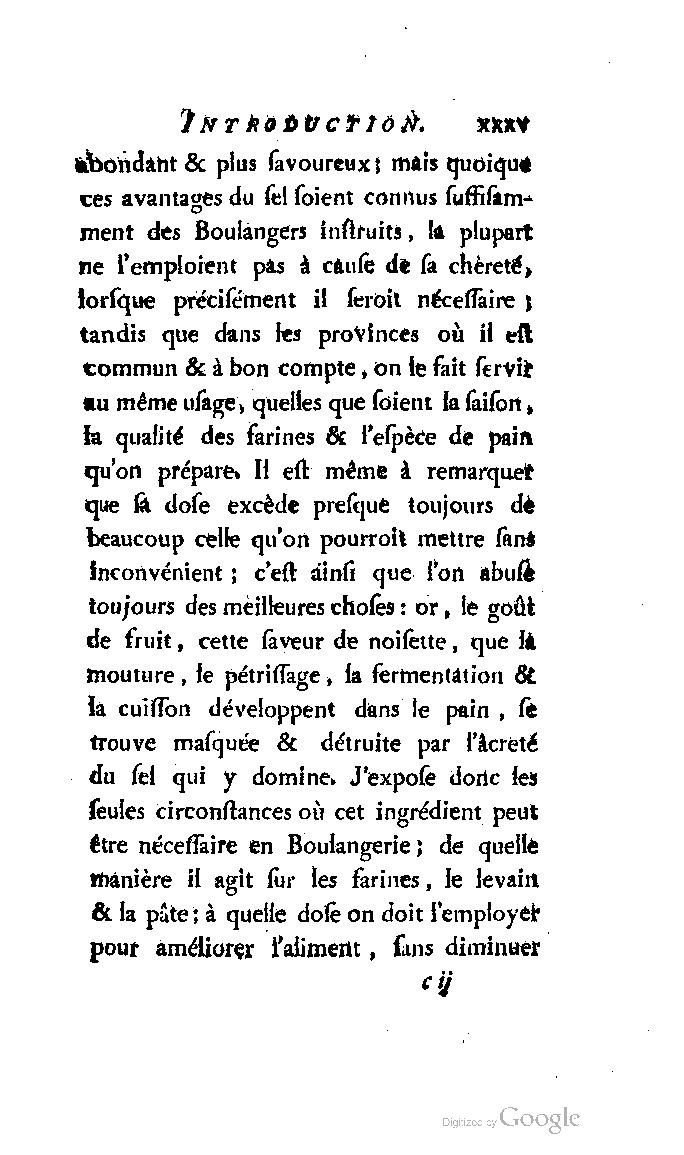 INTRODUCTION. xxxv
abondant & plus ſavoureux; mais quoique
ces avantages du ſel ſoient connus ſuffiſam-
ment des Boulangers inſtruits, la plupart
ne l'emploient pas à cauſe de ſa chèreté,
lorſque préciſément il ſeroit néceſſaire;
tandis que dans les provinces où il eſt
commun & à bon compte, on le fait ſervir
au même uſage, quelles que ſoient la ſaiſon,
la qualité des farines & l'eſpèce de pain
qu'on prépare. Il eſt même à remarquer
que ſa doſe excède preſque toujours de
beaucoup celle qu'on pourroit mettre ſans
inconvénient; c'eſt ainſi que l'on abuſe
toujours des meilleures choſes: or, le goût
de fruit, cette ſaveur de noiſette, que la
mouture, le pétriſſage, la fermentation &
la cuiſſon développent dans le pain, ſe
trouve maſquée & détruite par l'âcreté
du ſel qui y domine. J'expoſe donc les
ſeules circonſtances où cet ingrédient peut
être néceſſaire en Boulangerie; de quelle
manière il agit ſur les farines, le levain
& la pâte; à quelle doſe on doit l'employer
pour améliorer l'aliment, ſans diminuer
c ij
Digitized by Google